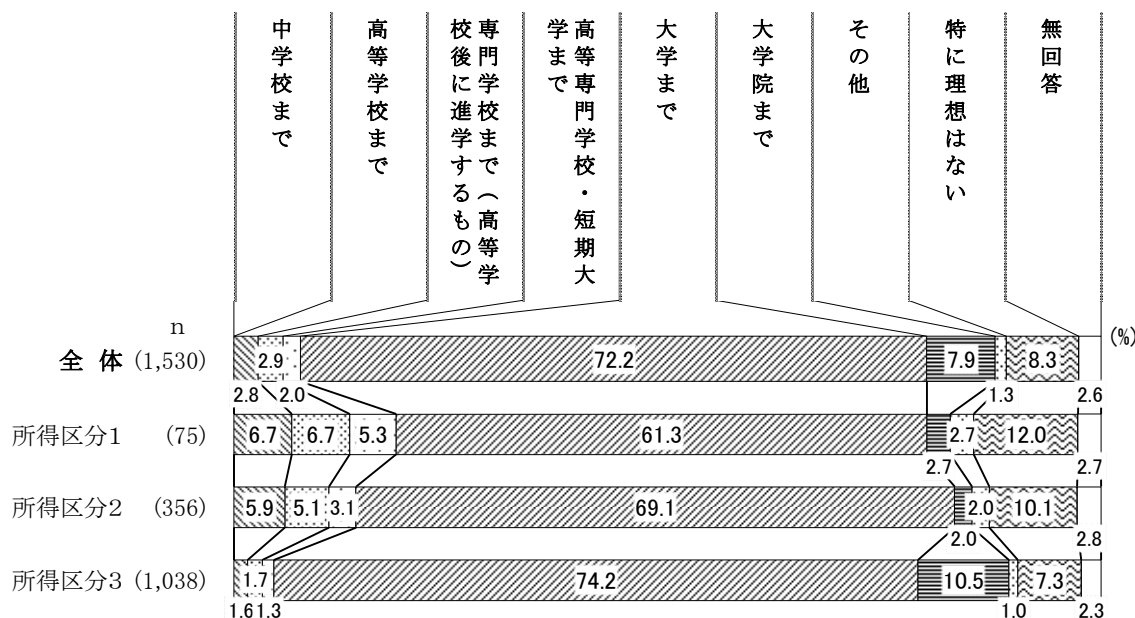 中学校まで
高等学校まで
専門学校まで（高等学
校後に進学するもの）
高等専門学校・短期大
学まで
大学まで
大学院まで
その他
特に理想はない
無回答
n
(%)
全 体 (1,530)
2.9
72.2
7.9
8.3
2.8
2.0
1.3
2.6
所得区分1 (75)
6.7
6.7
5.3
61.3
2.7
12.0
2.7
2.7
所得区分2 (356)
5.9
5.1
3.1
69.1
2.0
10.1
2.0
2.8
所得区分3 (1,038)
1.7
74.2
10.5
7.3
1.6
1.3
1.0
2.3